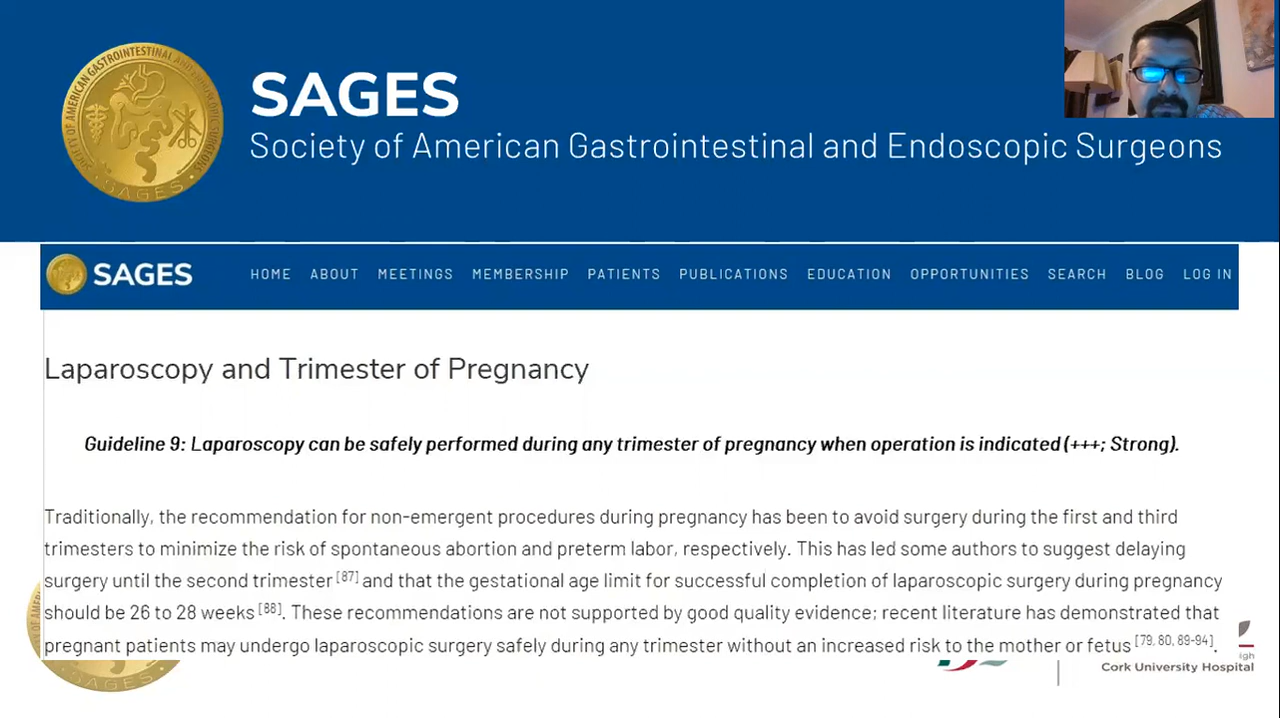 SAGES
Society of American Gastrointestinal and Endoscopic Surgeons
SAGES HOME ABOUT MEETINGS MEMBERSHIP PATIENTS PUBLICATIONS EDUCATION OPPORTUNITIES SEARCH BLOG LOG IN
Laparoscopy and Trimester of Pregnancy
Guideline 9: Laparoscopy can be safely performed during any trimester of pregnancy when operation is indicated (+++; Strong).
Traditionally, the recommendation for non-emergent procedures during pregnancy has been to avoid surgery during the first and third
trimesters to minimize the risk of spontaneous abortion and preterm labor, respectively. This has led some authors to suggest delaying
surgery until the second trimester [87] and that the gestational age limit for successful completion of laparoscopic surgery during pregnancy
should be 26 to 28 weeks [88]. These recommendations are not supported by good quality evidence; recent literature has demonstrated that
pregnant patients may undergo laparoscopic surgery safely during any trimester without an increased risk to the mother or fetus [79, 80, 89-94].
Cork University Hospital
SAGES